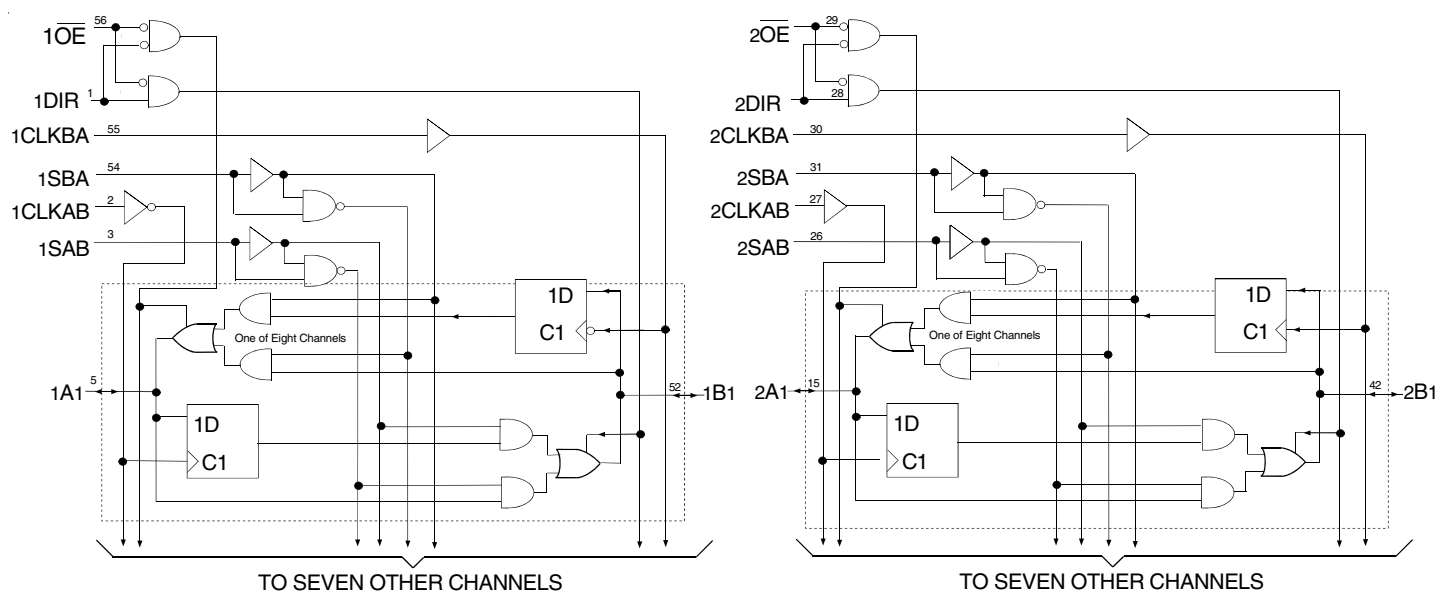 56
1OE
1
1DIR
55
1CLKBA
54
1SBA
2
1CLKAB
3
1SAB
1D
C1
One of Eight Channels
5
1A1
52
1B1
1D
C1
TO SEVEN OTHER CHANNELS
29
2OE
28
2DIR
30
2CLKBA
31
2SBA
27
2CLKAB
26
2SAB
1D
C1
One of Eight Channels
15
2A1
42
2B1
1D
C1
TO SEVEN OTHER CHANNELS